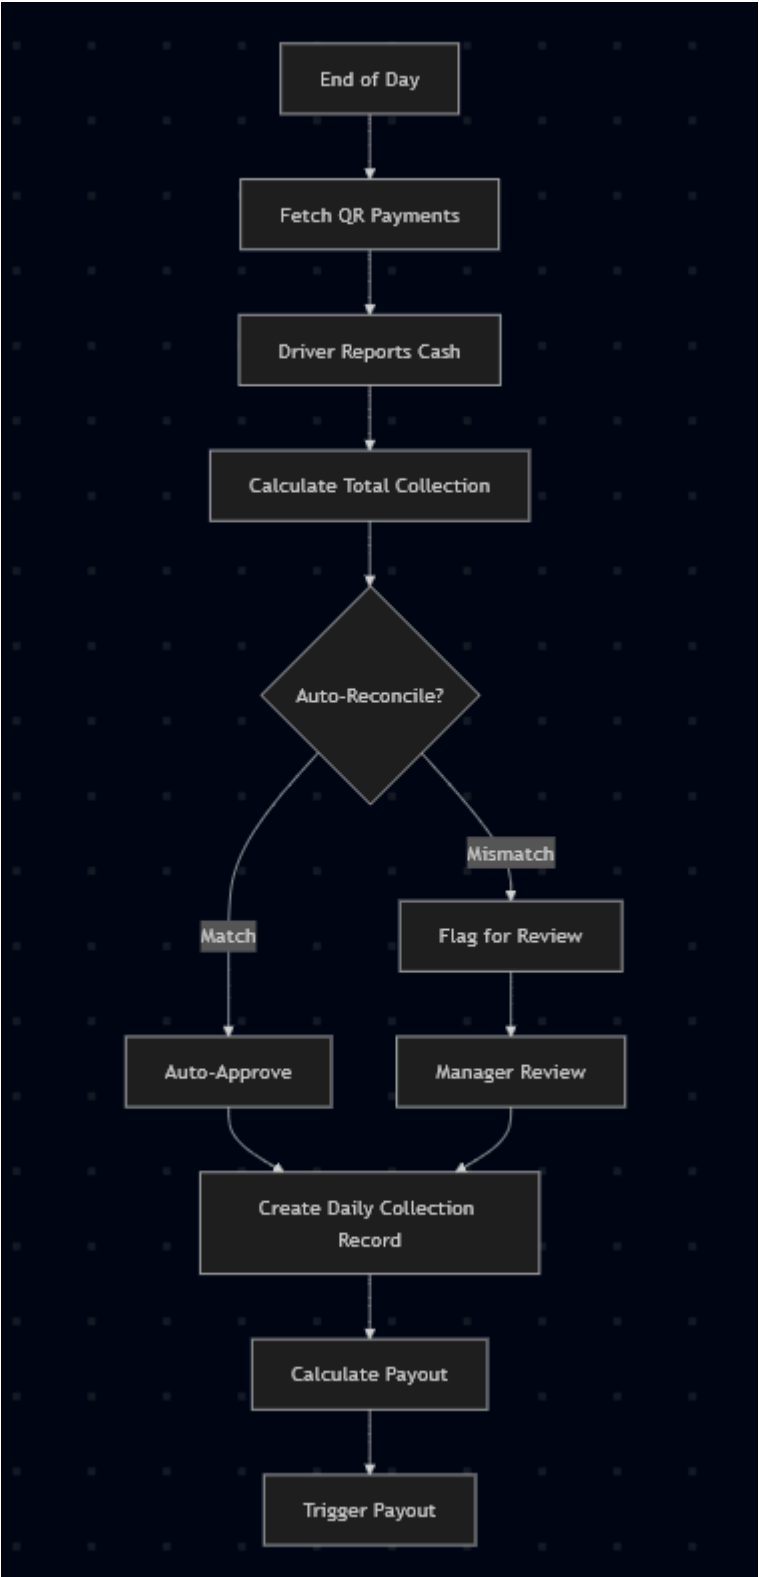 End of Day
Fetch QR Payments
Driver Reports Cash
Calculate Total Collection
Auto-Reconcile?
Mismatch
Match
Flag for Review
Auto-Approve
Manager Review
Create Daily Collection
Record
Calculate Payout
Trigger Payout